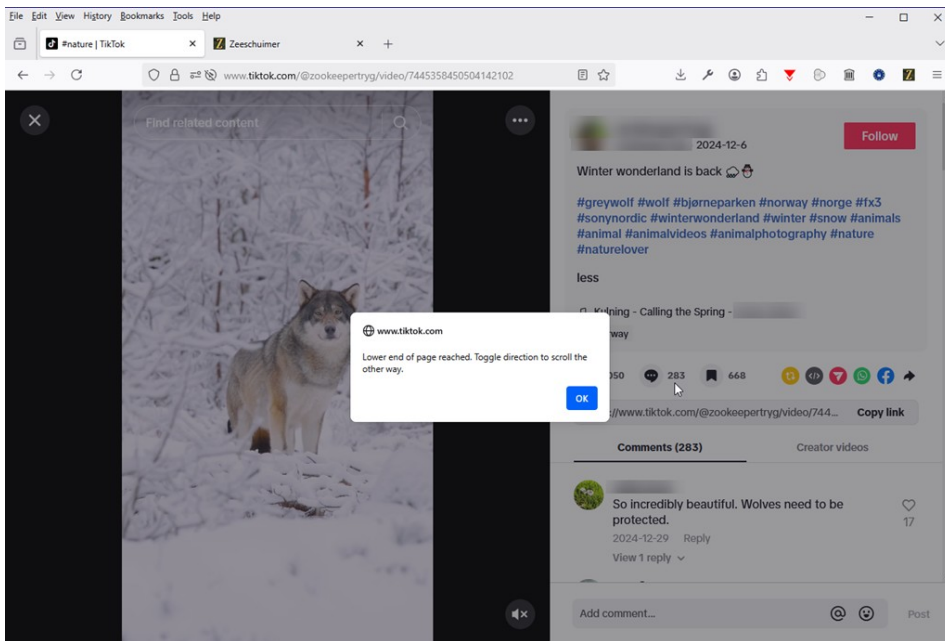 File Edit View History Bookmarks Tools Help
#nature | TikTok
Zeeschuimer
www.tiktok.com/@zookeepertryg/video/7445358450504142102
Find related content
2024-12-6
Follow
Winter wonderland is back
#greywolf #wolf #bjørneparken #norway #norge #fx3
#sonynordic #winterwonderland #winter #snow #animals
#animal #animalvideos #animalphotography #nature
#naturelover
less
Kulning - Calling the Spring -
www.tiktok.com
Lower end of page reached. Toggle direction to scroll the
other way.
OK
283 668
://www.tiktok.com/@zookeepertryg/video/744... Copy link
Comments (283) Creator videos
So incredibly beautiful. Wolves need to be
protected.
17
2024-12-29 Reply
View 1 reply
Add comment... Post